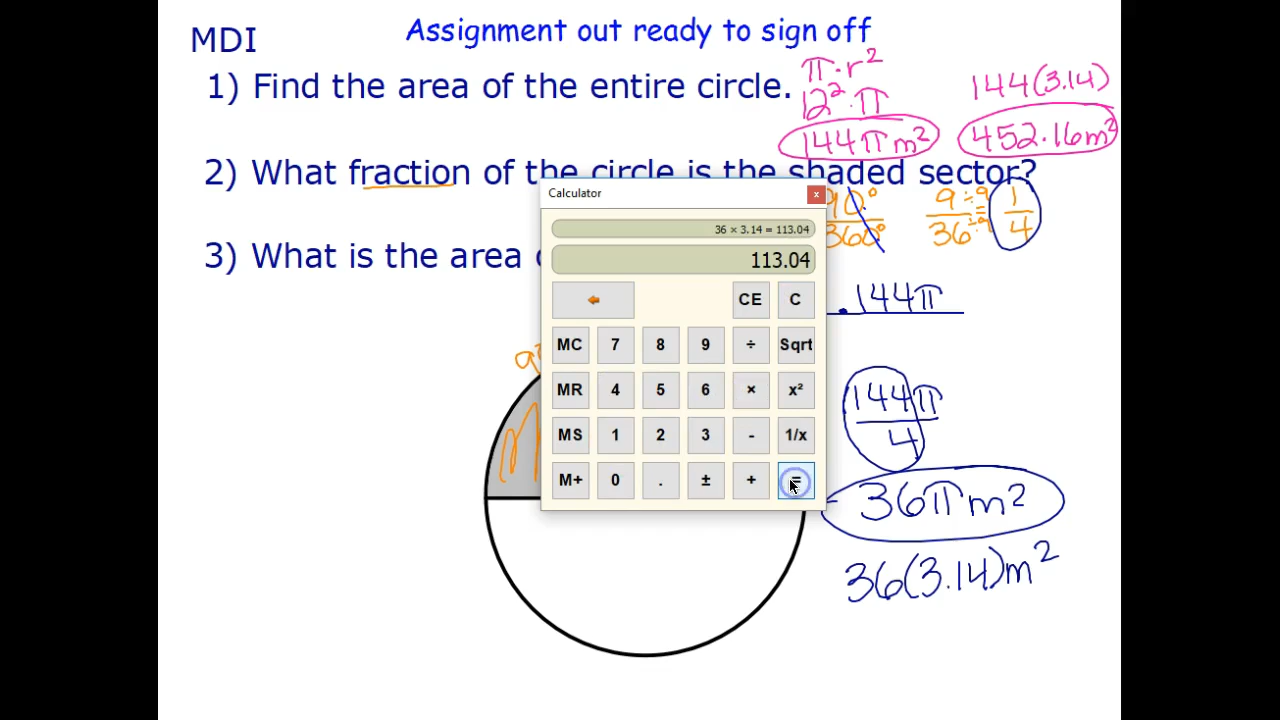 MDI
Assignment out ready to sign off
1) Find the area of the entire circle.
π·r²
12²·π
144πm²
144(3.14)
452.16m²
2) What fraction of the circle is the shaded sector?
90°
360°
9÷9
36÷9
=
1
4
3) What is the area
.144π
144π
4
36πm²
36(3.14)m²
Calculator
x
36 × 3.14 = 113.04
113.04
CE C
MC 7 8 9 ÷ Sqrt
MR 4 5 6 × x²
MS 1 2 3 - 1/x
M+ 0 . ± + =